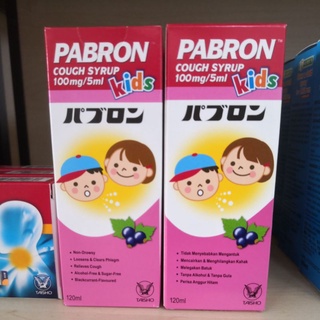 PABRON
COUGH SYRUP
100mg/5ml
kids
パブロン
Non-Drowsy
Loosens & Clears Phlegm
Relieves Cough
Alcohol-Free & Sugar-Free
Blackcurrant Flavoured
120ml
TAISHO
PABRON
COUGH SYRUP
100mg/5ml
kids
パブロン
Tidak Menyebabkan Mengantuk
Mencairkan & Menghilangkan Kahak
Melegakan Batuk
Tanpa Alkohol & Tanpa Gula
Perisa Anggur Hitam
120ml
TAISHO